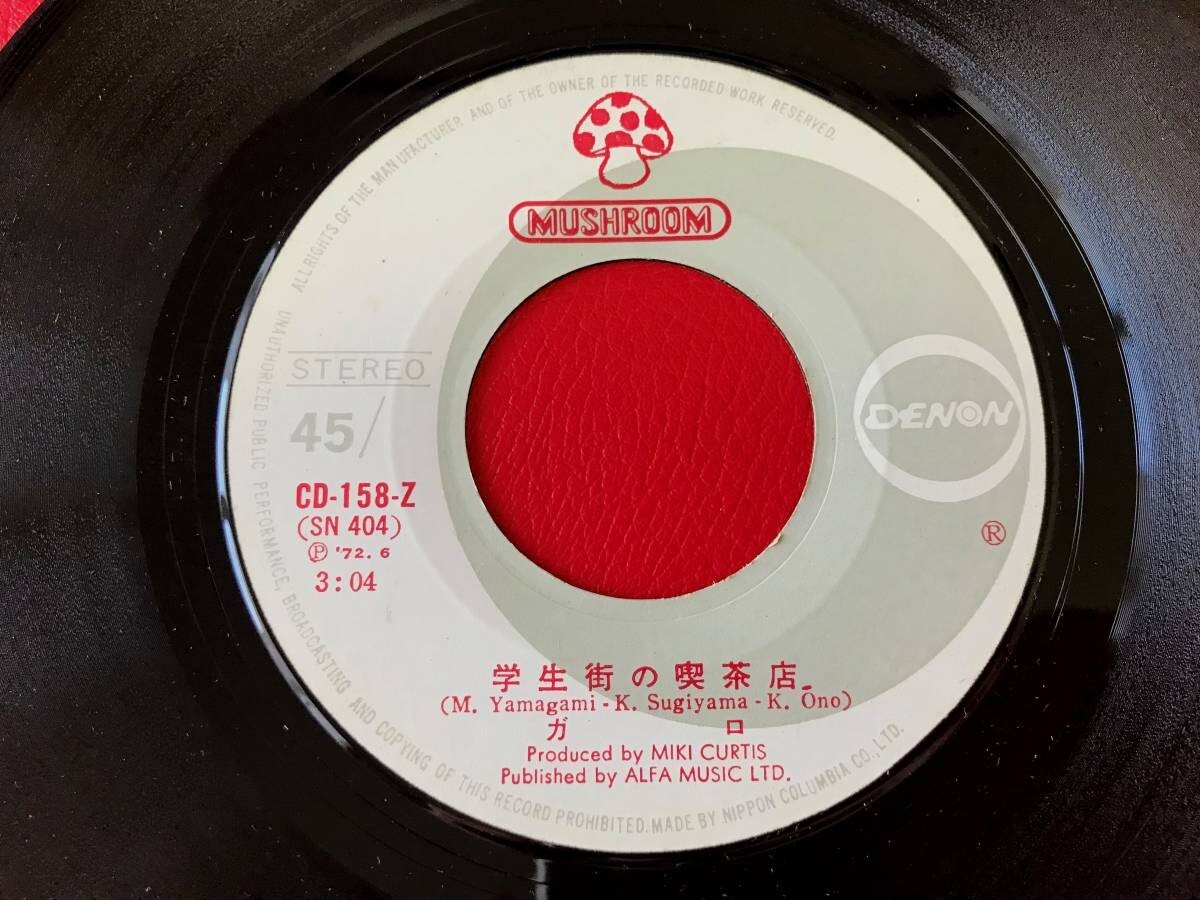 ALL RIGHTS OF THE MANUFACTURER AND OF THE OWNER OF THE RECORDED WORK RESERVED.
MUSHROOM
STEREO
45/
DENON
CD-158-Z
(SN 404)
Ⓟ '72. 6
3:04
®
学生街の喫茶店
(M. Yamagami - K. Sugiyama - K. Ōno)
ガロ
Produced by MIKI CURTIS
Published by ALFA MUSIC LTD.
UNAUTHORIZED PUBLIC PERFORMANCE, BROADCASTING AND COPYING OF THIS RECORD PROHIBITED. MADE BY NIPPON COLUMBIA CO., LTD.